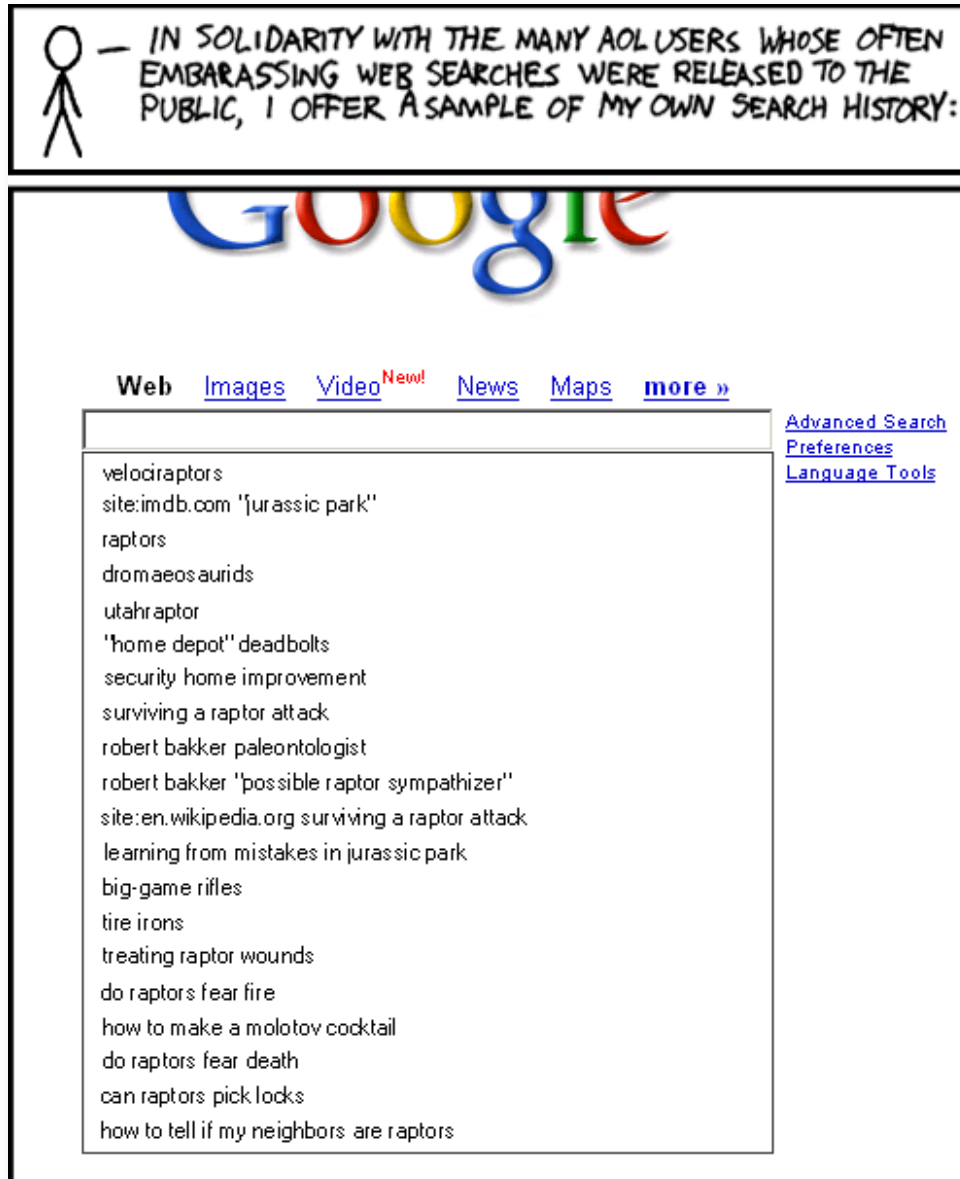 IN SOLIDARITY WITH THE MANY AOL USERS WHOSE OFTEN
EMBARASSING WEB SEARCHES WERE RELEASED TO THE
PUBLIC, I OFFER A SAMPLE OF MY OWN SEARCH HISTORY:
Google
Web Images Video New! News Maps more »
Advanced Search
Preferences
Language Tools
velociraptors
site:imdb.com "jurassic park"
raptors
dromaeosaurids
utahraptor
"home depot" deadbolts
security home improvement
surviving a raptor attack
robert bakker paleontologist
robert bakker "possible raptor sympathizer"
site:en.wikipedia.org surviving a raptor attack
learning from mistakes in jurassic park
big-game rifles
tire irons
treating raptor wounds
do raptors fear fire
how to make a molotov cocktail
do raptors fear death
can raptors pick locks
how to tell if my neighbors are raptors